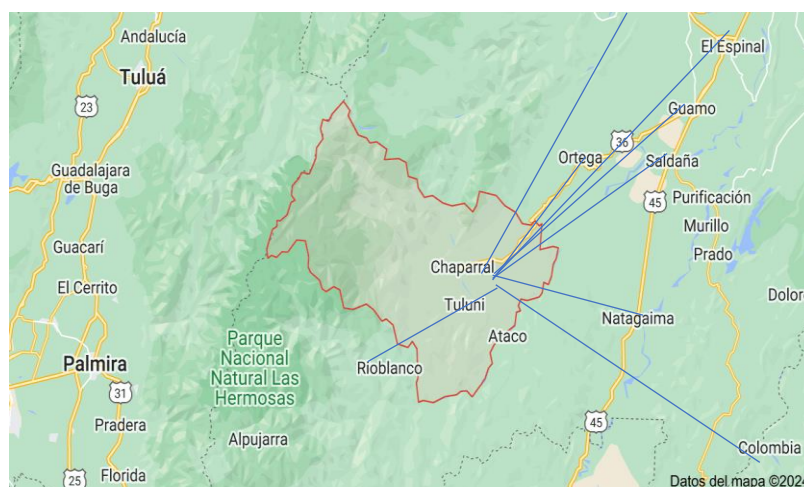 Andalucía
El Espinal
Tuluá
23
Guamo
36
Ortega
Saldaña
Guadalajara
de Buga
45
Purificación
Murillo
Guacarí
Prado
Chaparral
El Cerrito
Tuluni
Dolor
Natagaima
Parque
Nacional
Natural Las
Hermosas
Ataco
Palmira
Rioblanco
31
45
Pradera
Alpujarra
Colombia
Florida
25
Datos del mapa ©2024